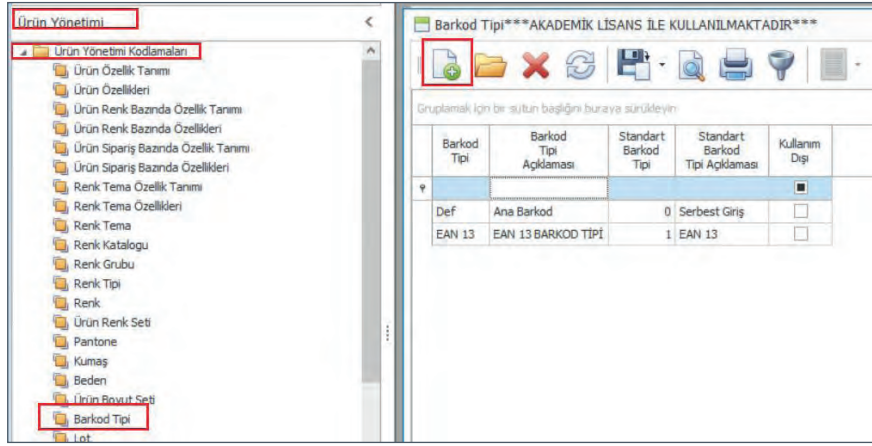 Ürün Yönetimi
Ürün Yönetimi Kodlamaları
Ürün Özellik Tanımı
Ürün Özellikleri
Ürün Renk Bazında Özellik Tanımı
Ürün Renk Bazında Özellikleri
Ürün Sipariş Bazında Özellik Tanımı
Ürün Sipariş Bazında Özellikleri
Renk Tema Özellik Tanımı
Renk Tema Özellikleri
Renk Tema
Renk Katalogu
Renk Grubu
Renk Tipi
Renk
Ürün Renk Seti
Pantone
Kumaş
Beden
Ürün Boyut Seti
Barkod Tipi
Lot
Barkod Tipi***AKADEMİK LİSANS İLE KULLANILMAKTADIR***
Gruplamak için bir sütun başlığını buraya sürükleyin
Barkod Tipi
Barkod Tipi Açıklaması
Standart Barkod Tipi
Standart Barkod Tipi Açıklaması
Kullanım Dışı
Def Ana Barkod 0 Serbest Giriş
EAN 13 EAN 13 BARKOD TİPİ 1 EAN 13